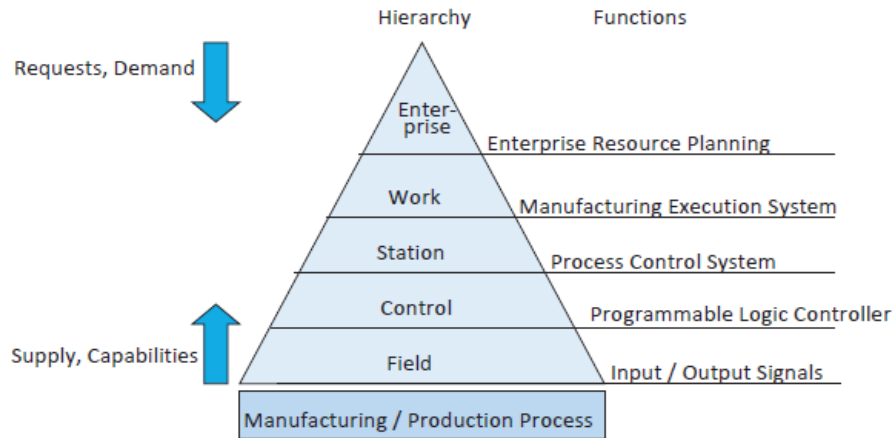 Hierarchy
Functions
Requests, Demand
Enter-
prise
Enterprise Resource Planning
Work
Manufacturing Execution System
Station
Process Control System
Control
Programmable Logic Controller
Supply, Capabilities
Field
Input / Output Signals
Manufacturing / Production Process